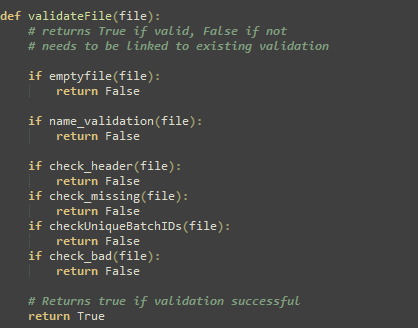 def validateFile(file):
# returns True if valid, False if not
# needs to be linked to existing validation
if emptyfile(file):
return False
if name_validation(file):
return False
if check_header(file):
return False
if check_missing(file):
return False
if checkUniqueBatchIDs(file):
return False
if check_bad(file):
return False
# Returns true if validation successful
return True